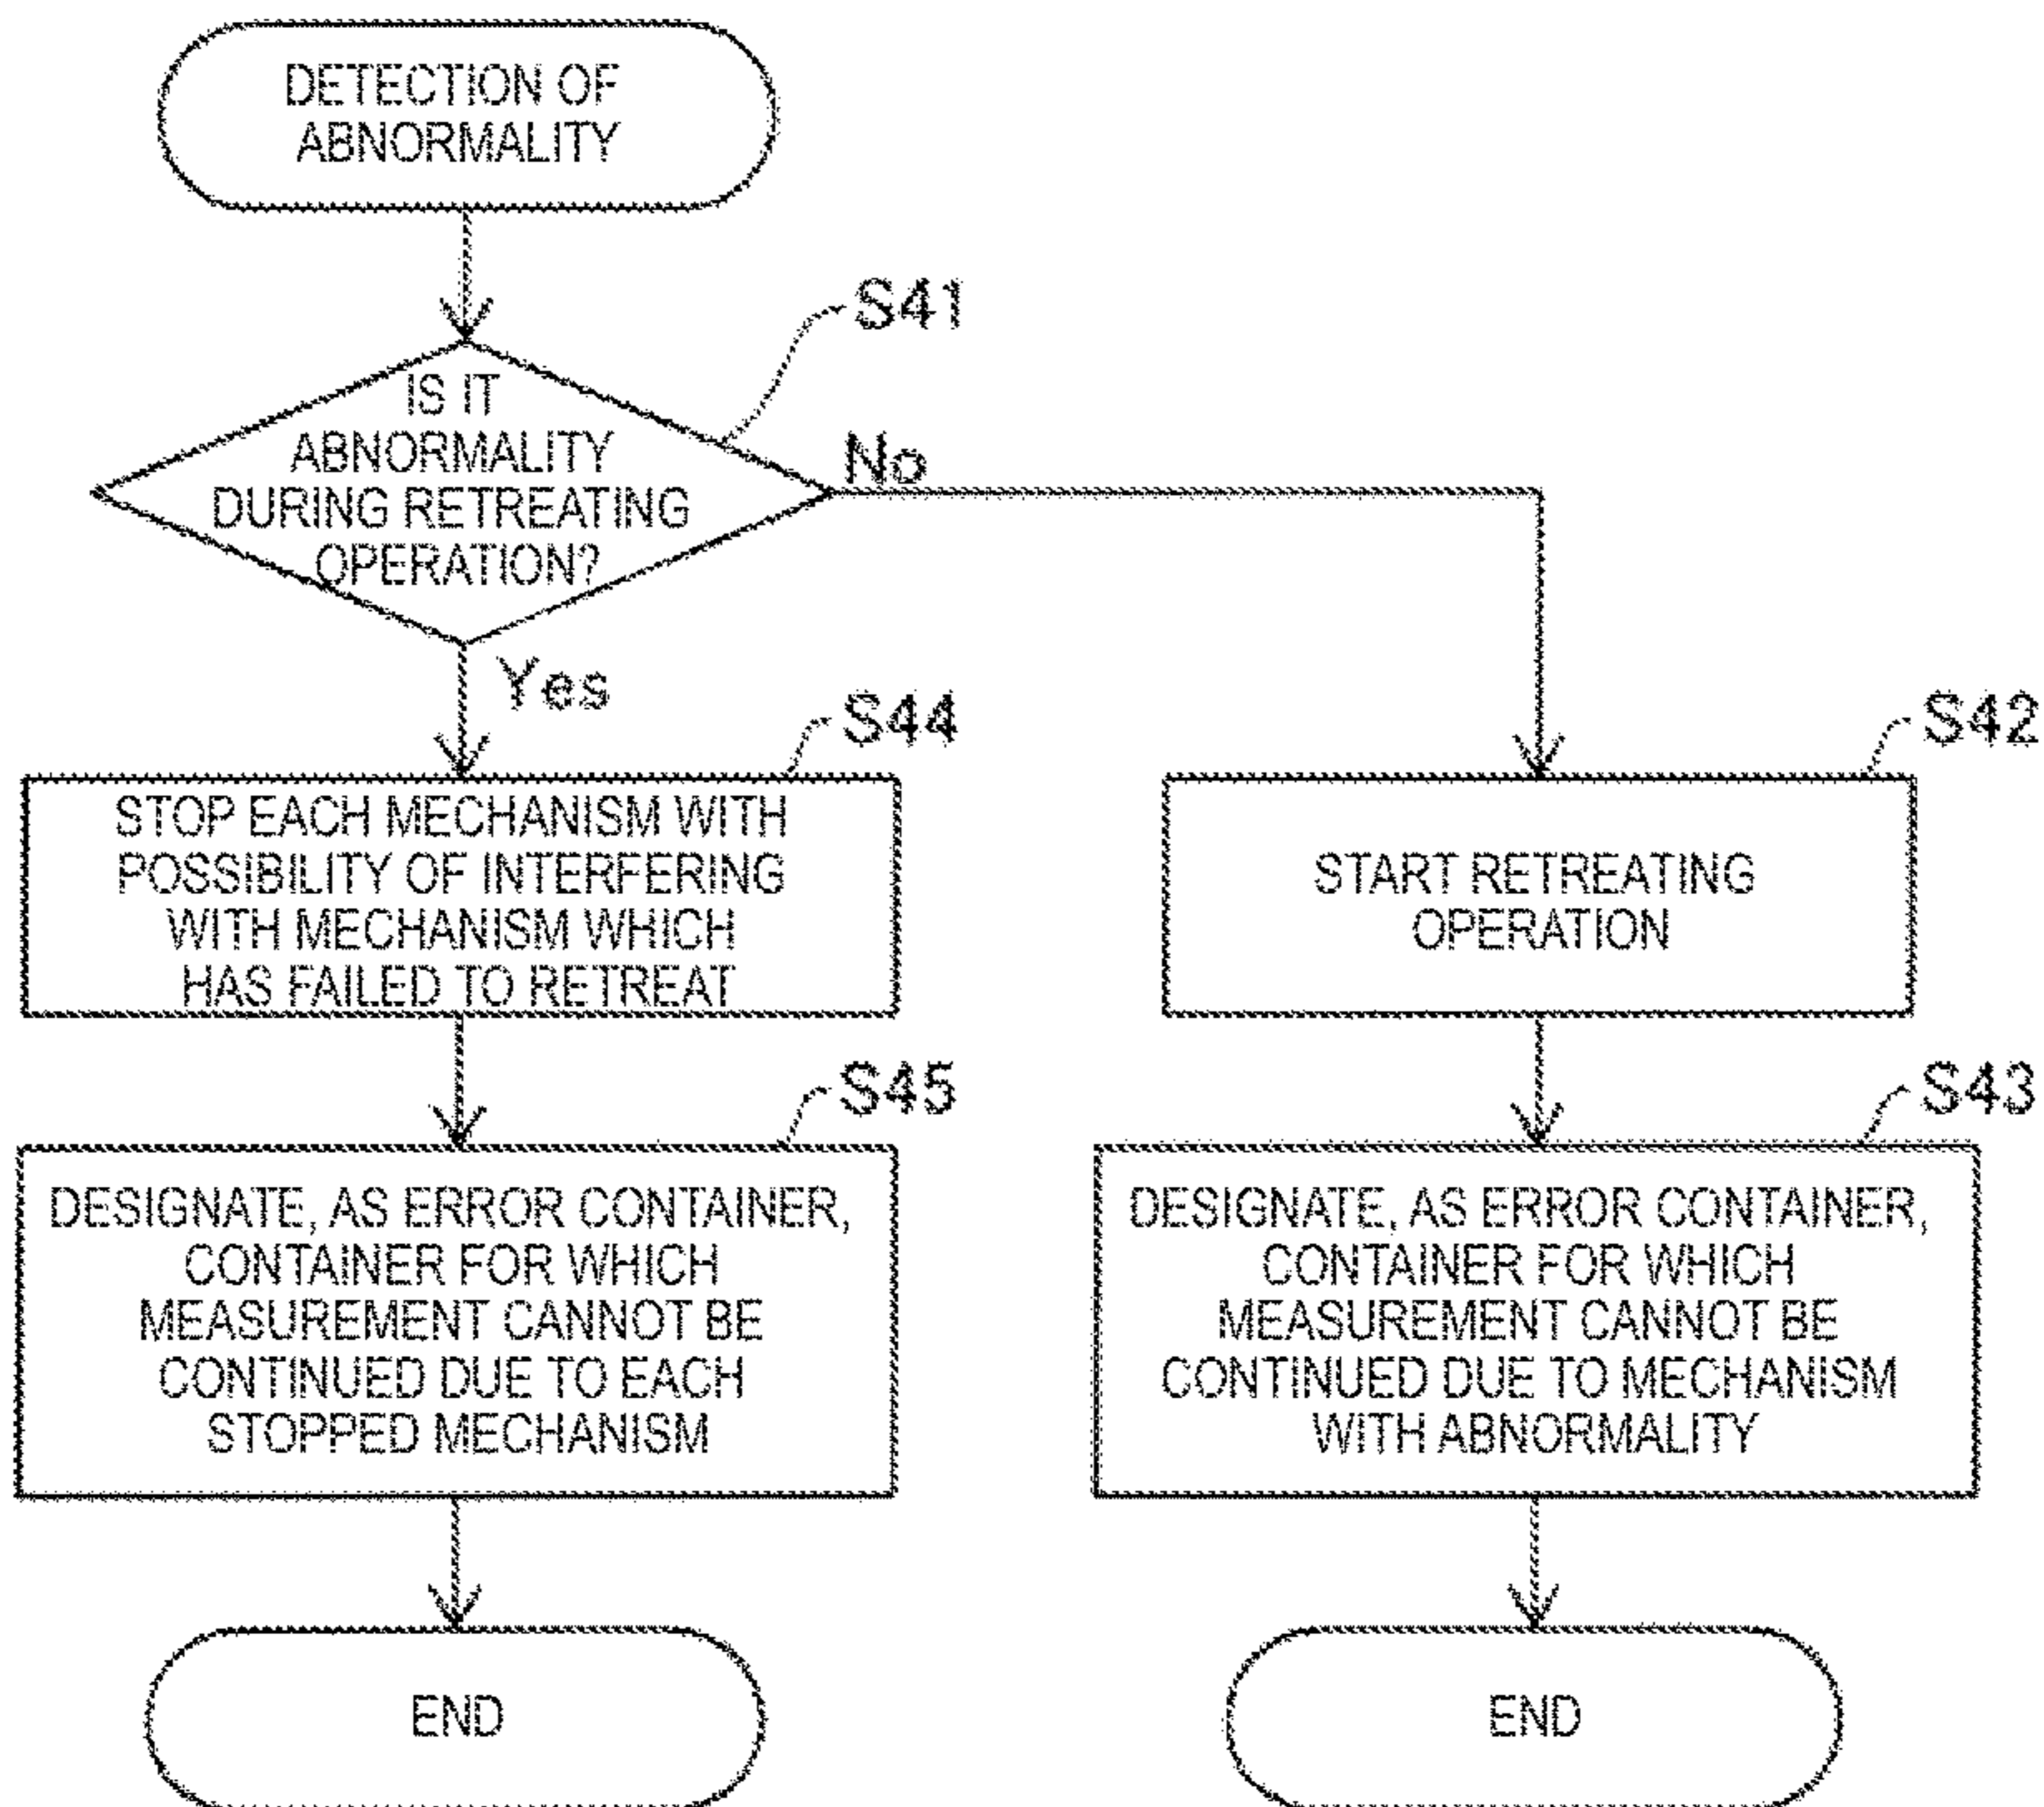 DETECTION OF
ABNORMALITY
S41
IS IT
ABNORMALITY
DURING RETREATING
OPERATION?
No
Yes
S44
STOP EACH MECHANISM WITH
POSSIBILITY OF INTERFERING
WITH MECHANISM WHICH
HAS FAILED TO RETREAT
S42
START RETREATING
OPERATION
S45
DESIGNATE, AS ERROR CONTAINER,
CONTAINER FOR WHICH
MEASUREMENT CANNOT BE
CONTINUED DUE TO EACH
STOPPED MECHANISM
S43
DESIGNATE, AS ERROR CONTAINER,
CONTAINER FOR WHICH
MEASUREMENT CANNOT BE
CONTINUED DUE TO MECHANISM
WITH ABNORMALITY
END
END